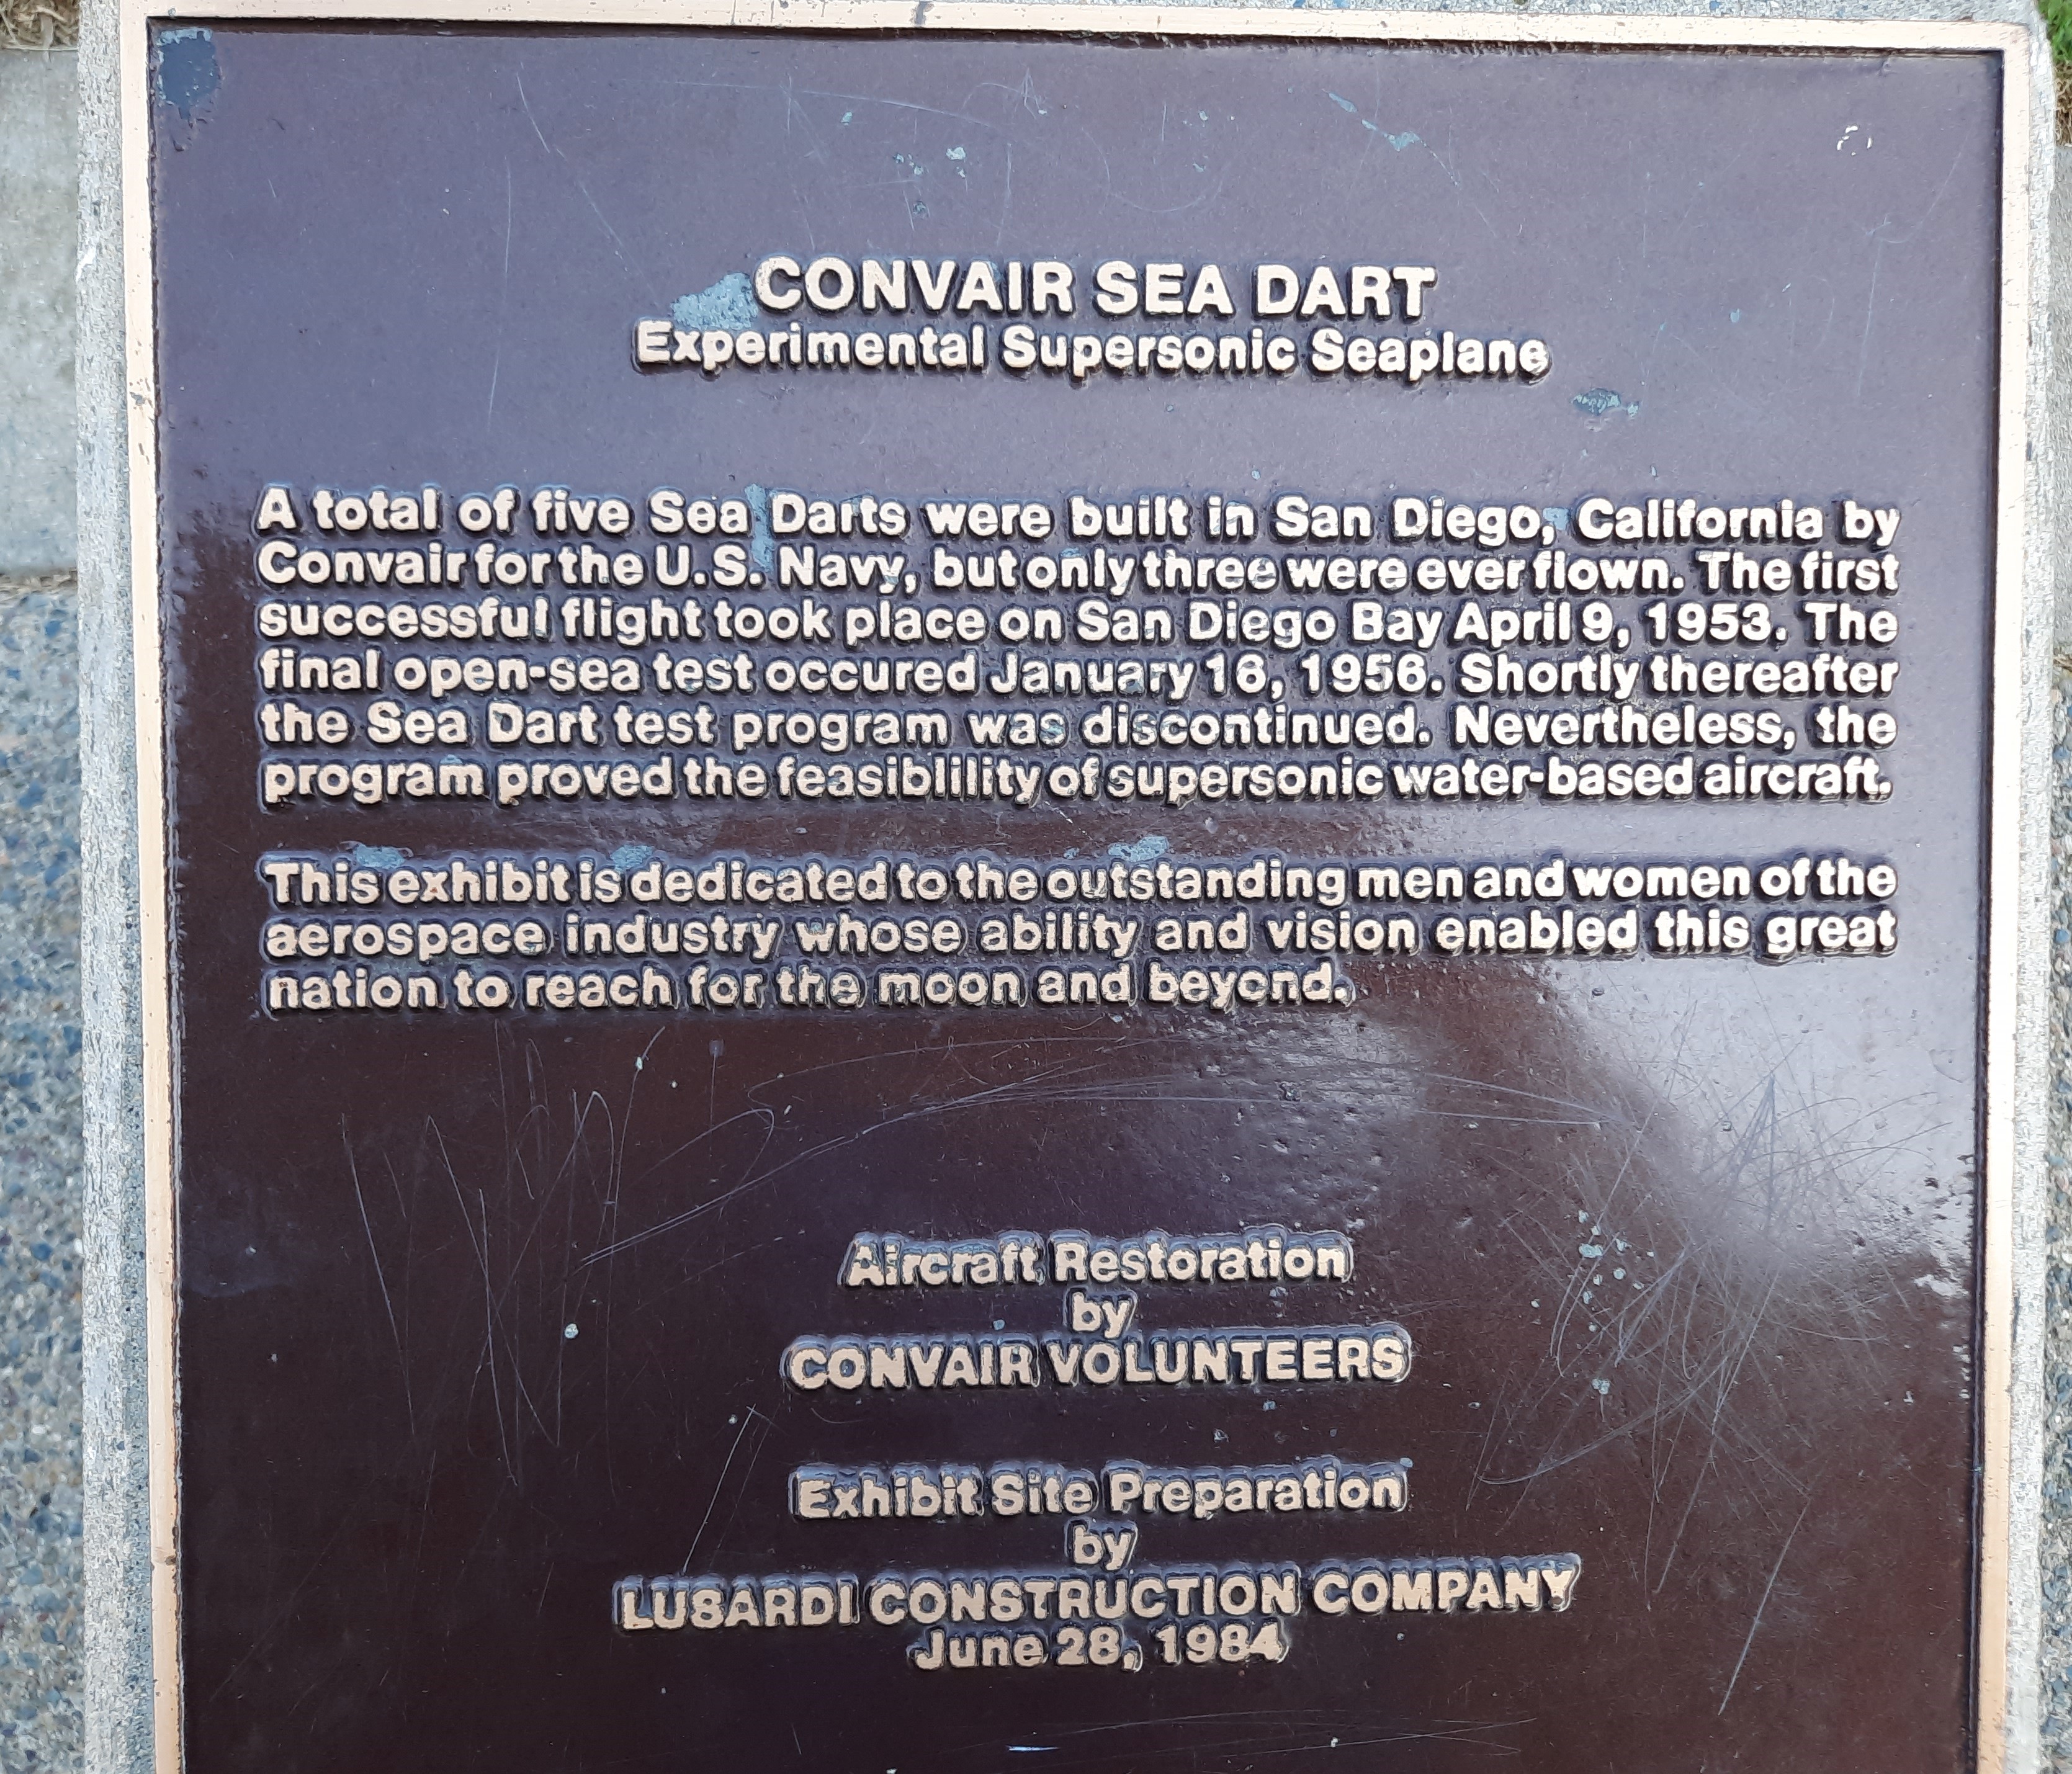 CONVAIR SEA DART
Experimental Supersonic Seaplane
A total of five Sea Darts were built in San Diego, California by
Convair for the U.S. Navy, but only three were ever flown. The first
successful flight took place on San Diego Bay April 9, 1953. The
final open-sea test occured January 16, 1956. Shortly thereafter
the Sea Dart test program was discontinued. Nevertheless, the
program proved the feasiblility of supersonic water-based aircraft.
This exhibit is dedicated to the outstanding men and women of the
aerospace industry whose ability and vision enabled this great
nation to reach for the moon and beyond.
Aircraft Restoration
by
CONVAIR VOLUNTEERS
Exhibit Site Preparation
by
LUSARDI CONSTRUCTION COMPANY
June 28, 1984